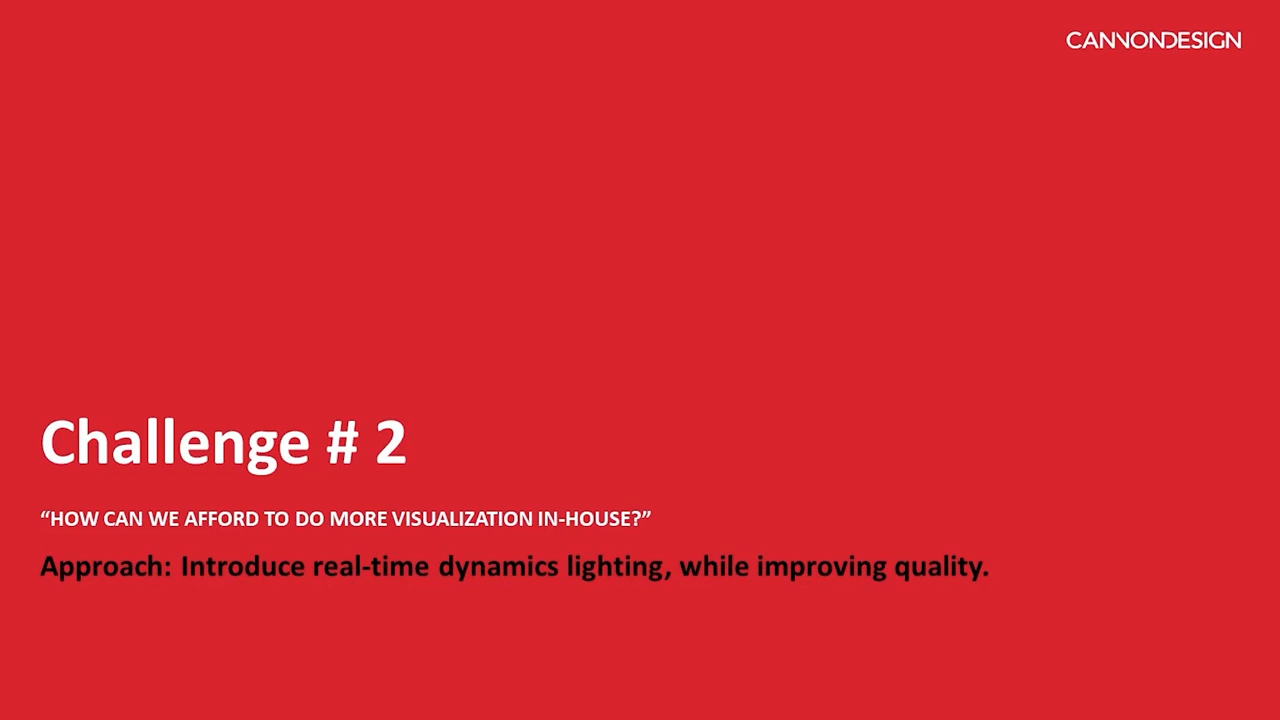 CANNONDESIGN
Challenge # 2
“HOW CAN WE AFFORD TO DO MORE VISUALIZATION IN-HOUSE?”
Approach: Introduce real-time dynamics lighting, while improving quality.